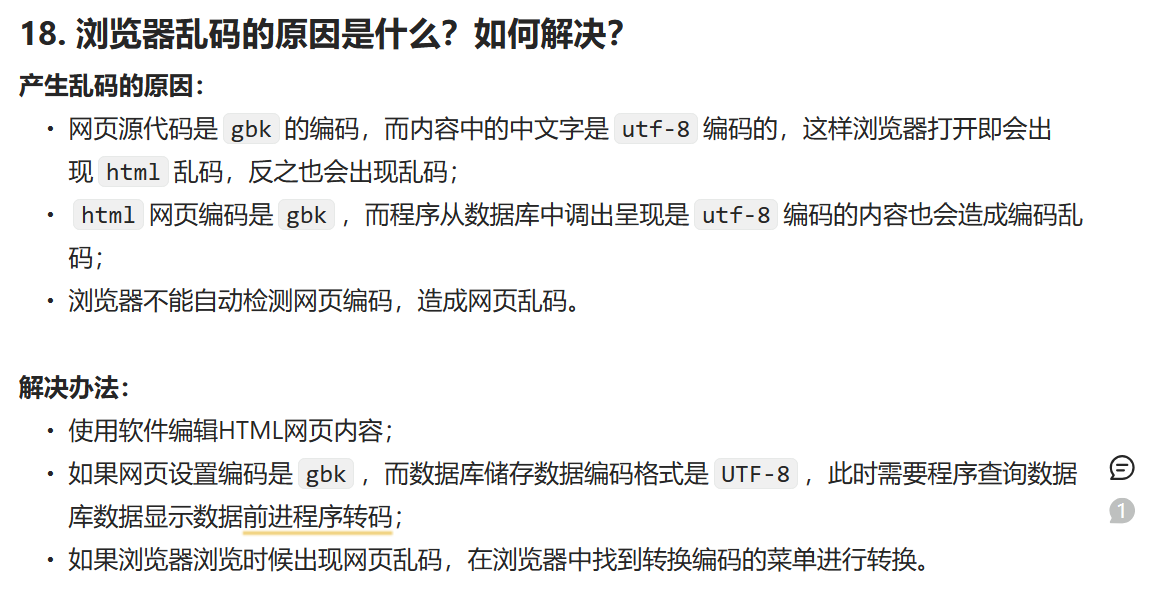 18. 浏览器乱码的原因是什么？如何解决？
产生乱码的原因：
• 网页源代码是 gbk 的编码，而内容中的中文字是 utf-8 编码的，这样浏览器打开即会出
现 html 乱码，反之也会出现乱码；
• html 网页编码是 gbk ，而程序从数据库中调出呈现是 utf-8 编码的内容也会造成编码乱
码；
• 浏览器不能自动检测网页编码，造成网页乱码。
解决办法：
• 使用软件编辑HTML网页内容；
• 如果网页设置编码是 gbk ，而数据库储存数据编码格式是 UTF-8 ，此时需要程序查询数据
库数据显示数据前进程序转码；
1
• 如果浏览器浏览时候出现网页乱码，在浏览器中找到转换编码的菜单进行转换。